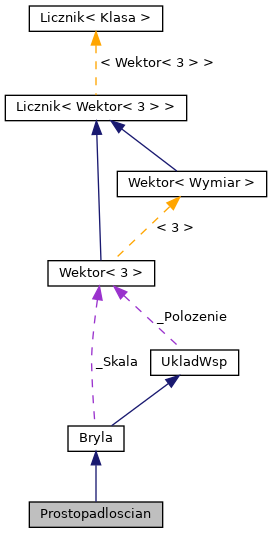 Licznik< Klasa >
< Wektor< 3 > >
Licznik< Wektor< 3 > >
Wektor< Wymiar >
< 3 >
Wektor< 3 >
_Polozenie
_Skala
UkladWsp
Bryla
Prostopadloscian